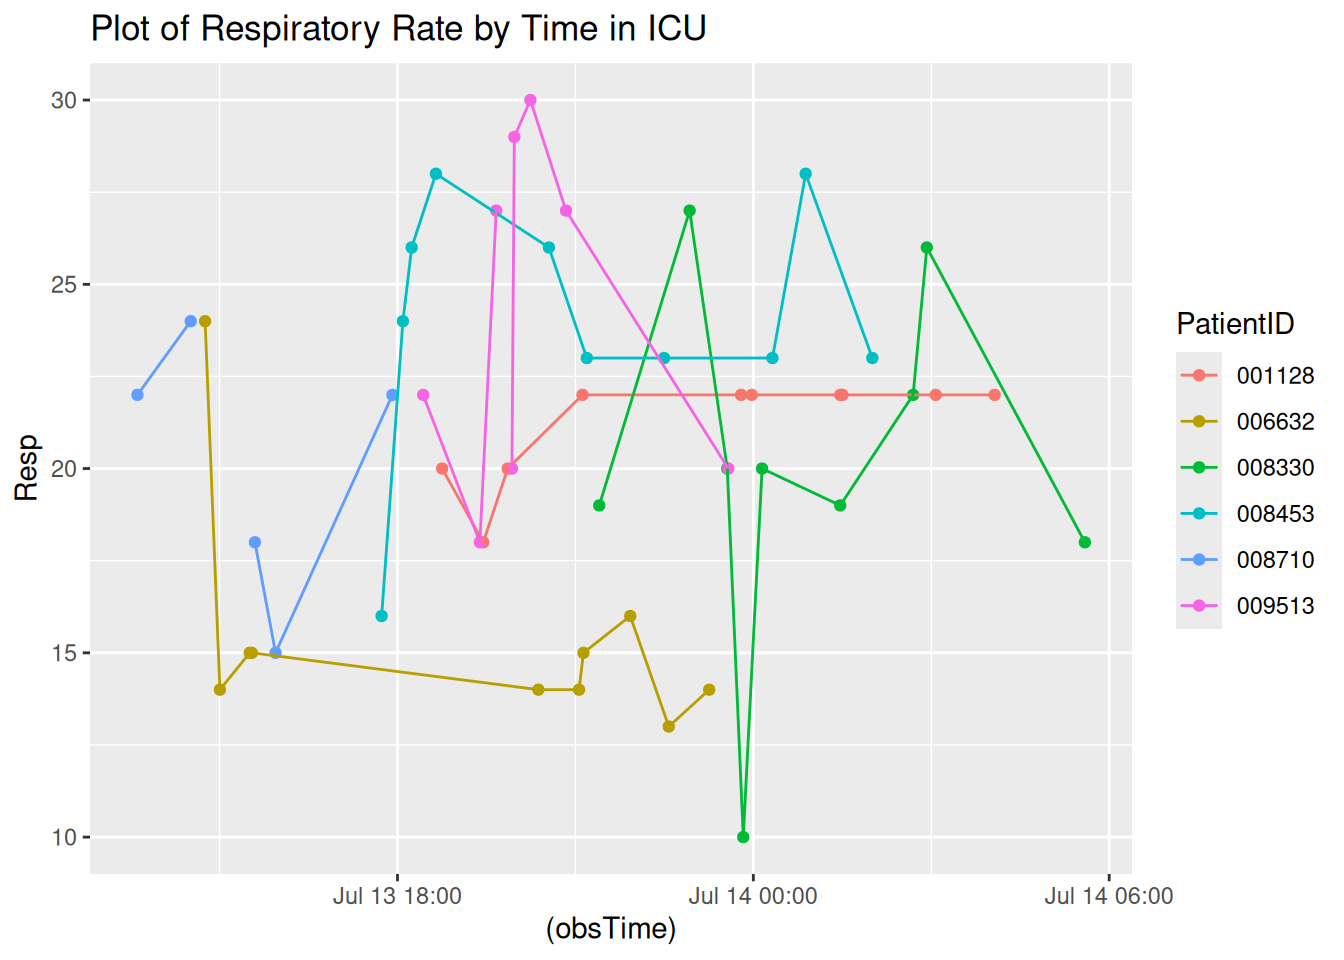 Plot of Respiratory Rate by Time in ICU
30
25
20
15
10
Resp
Jul 13 18:00
Jul 14 00:00
Jul 14 06:00
(obsTime)
PatientID
001128
006632
008330
008453
008710
009513